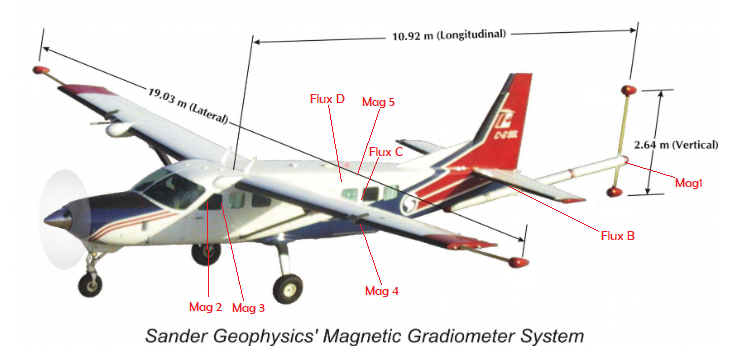 10.92 m (Longitudinal)
19.03 m (Lateral)
Flux D
Mag 5
2.64 m (Vertical)
Flux C
Mag1
Flux B
Mag 4
Mag 2
Mag 3
Sander Geophysics' Magnetic Gradiometer System